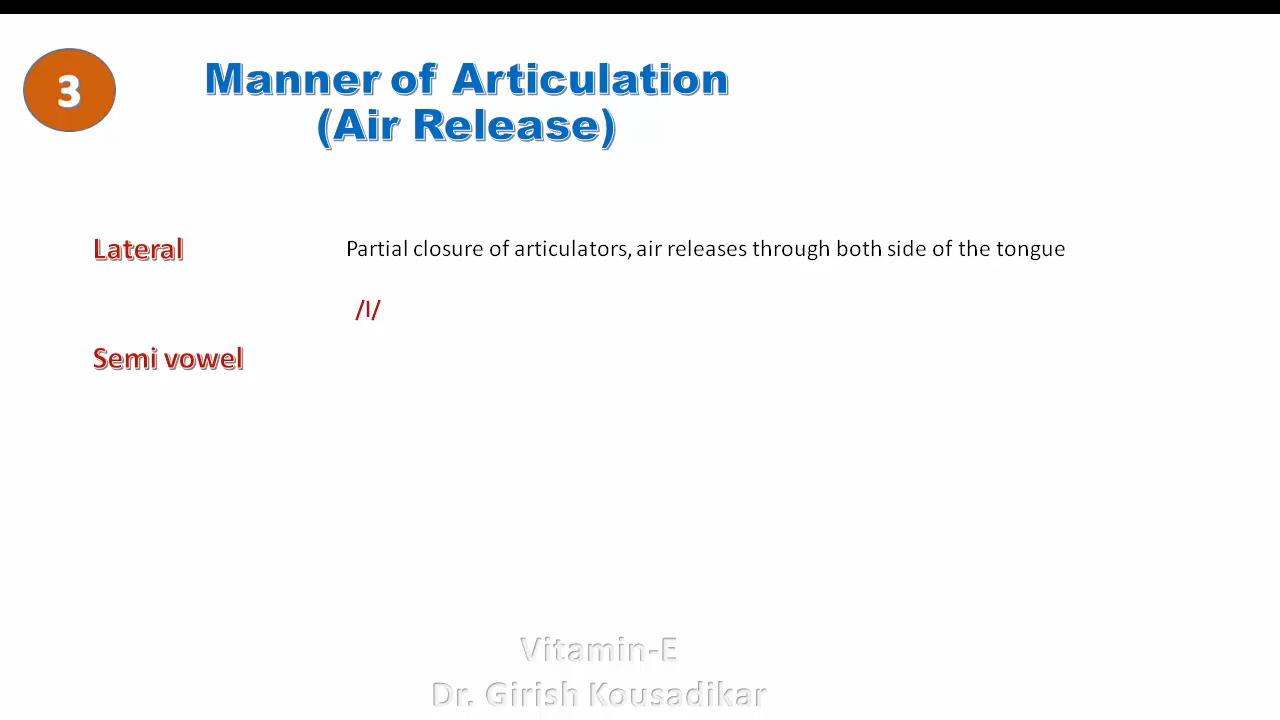 3
Manner of Articulation
(Air Release)
Lateral
Partial closure of articulators, air releases through both side of the tongue
/l/
Semi vowel
Vitamin-E
Dr. Girish Kousadikar